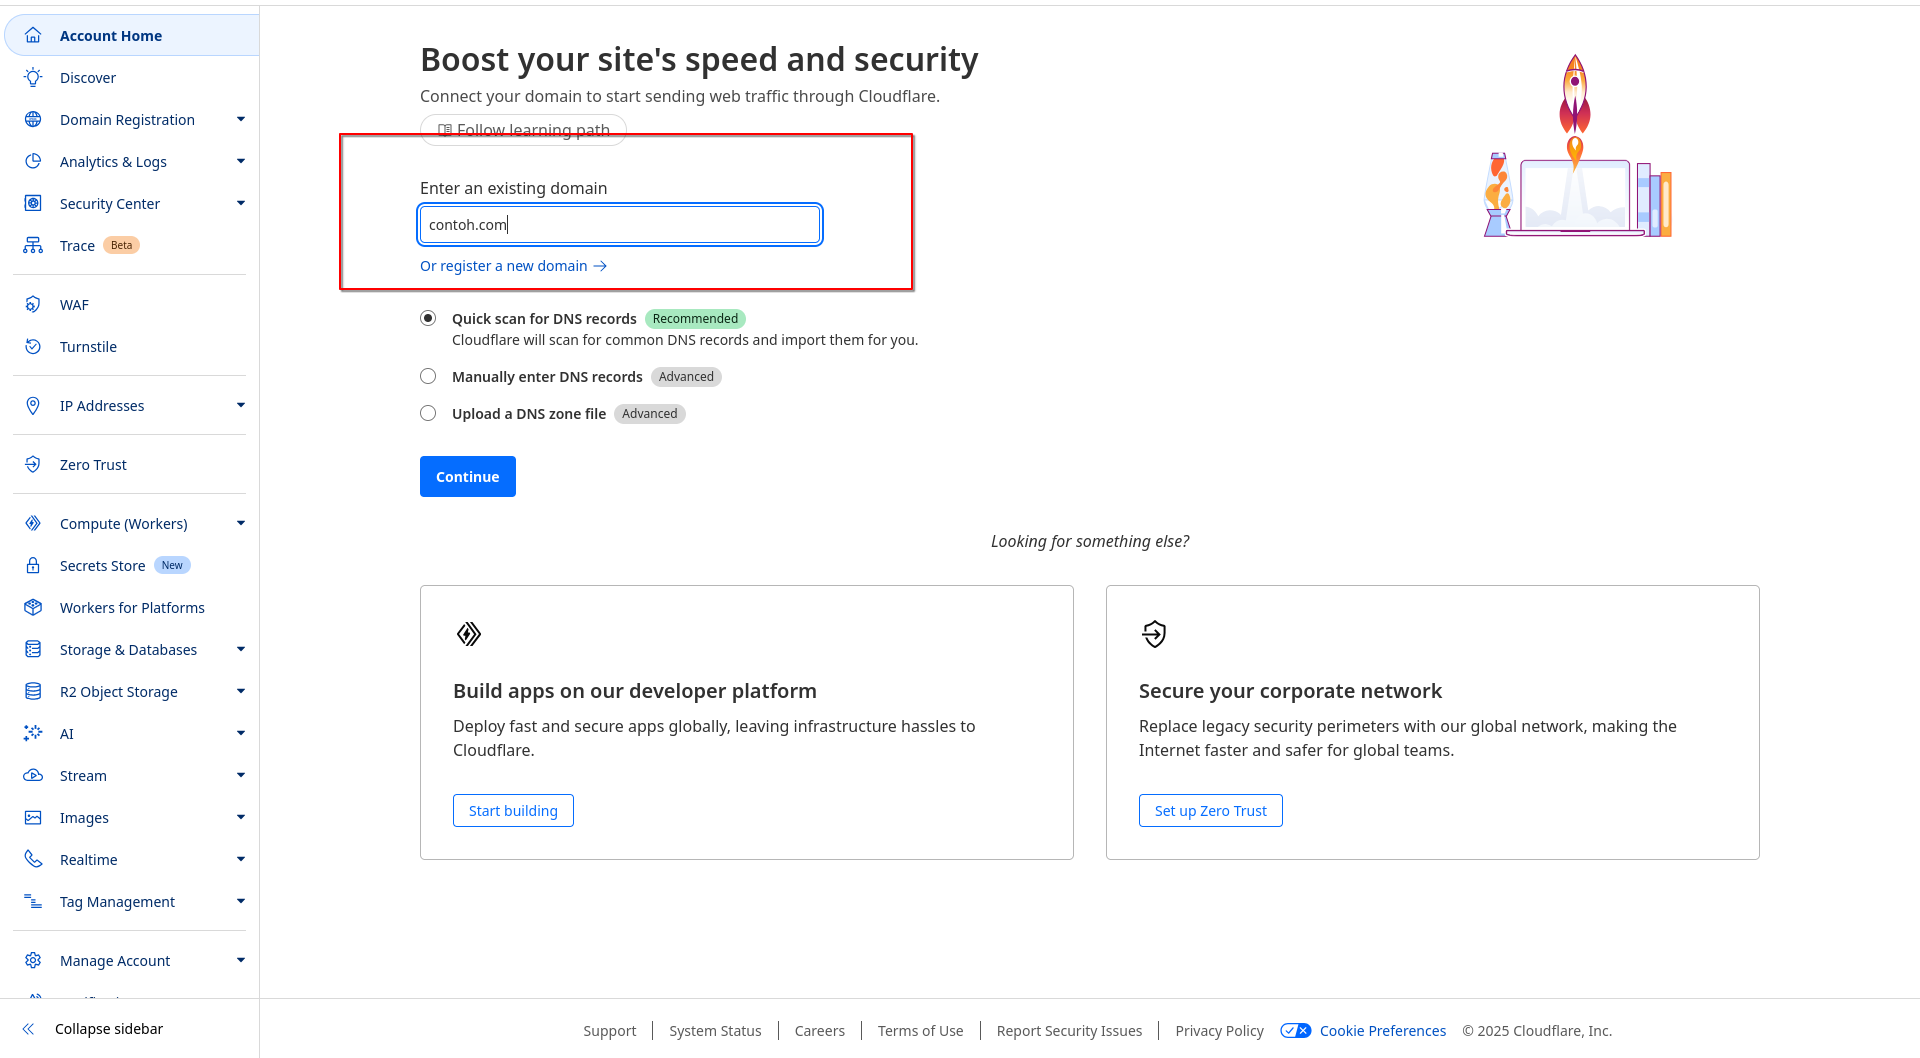 Account Home
Discover
Domain Registration
Analytics & Logs
Security Center
Trace Beta
WAF
Turnstile
IP Addresses
Zero Trust
Compute (Workers)
Secrets Store New
Workers for Platforms
Storage & Databases
R2 Object Storage
AI
Stream
Images
Realtime
Tag Management
Manage Account
Collapse sidebar
Boost your site's speed and security
Connect your domain to start sending web traffic through Cloudflare.
Follow learning path
Enter an existing domain
contoh.com
Or register a new domain
Quick scan for DNS records Recommended
Cloudflare will scan for common DNS records and import them for you.
Manually enter DNS records Advanced
Upload a DNS zone file Advanced
Continue
Looking for something else?
Build apps on our developer platform
Deploy fast and secure apps globally, leaving infrastructure hassles to
Cloudflare.
Start building
Secure your corporate network
Replace legacy security perimeters with our global network, making the
Internet faster and safer for global teams.
Set up Zero Trust
Support System Status Careers Terms of Use Report Security Issues Privacy Policy Cookie Preferences © 2025 Cloudflare, Inc.